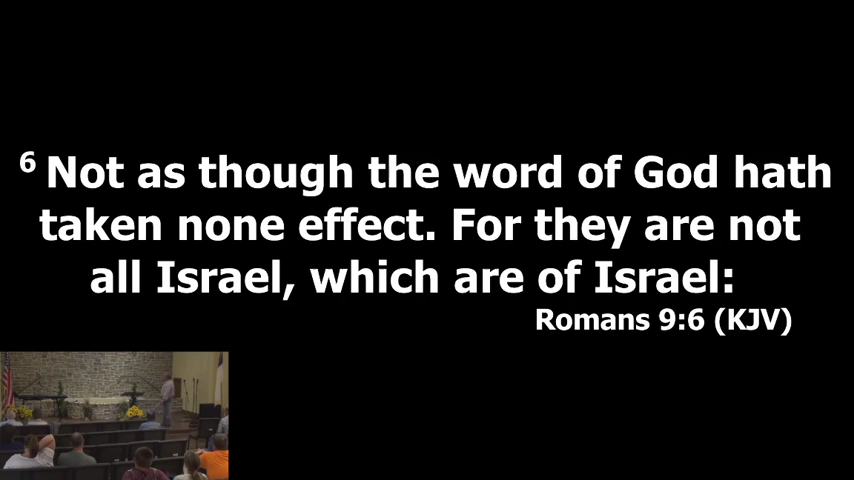 6 Not as though the word of God hath
taken none effect. For they are not
all Israel, which are of Israel:
Romans 9:6 (KJV)